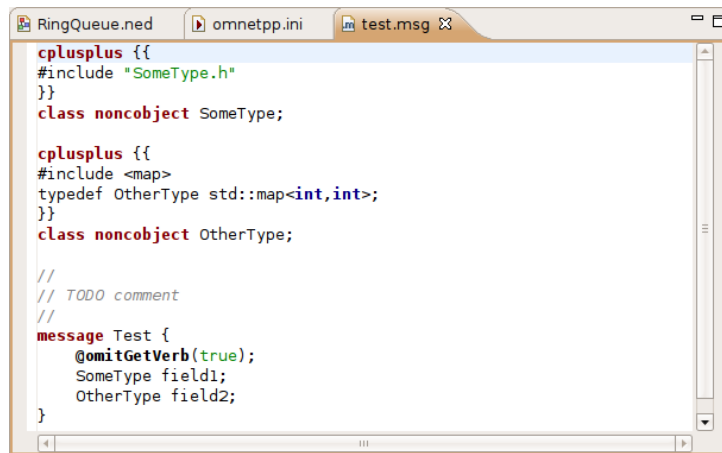 RingQueue.ned omnetpp.ini test.msg
cplusplus {{
#include "SomeType.h"
}}
class noncobject SomeType;

cplusplus {{
#include <map>
typedef OtherType std::map<int,int>;
}}
class noncobject OtherType;

//
// TODO comment
//
message Test {
    @omitGetVerb(true);
    SomeType field1;
    OtherType field2;
}